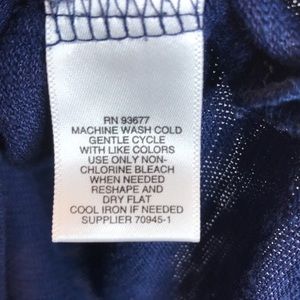 RN 93677
MACHINE WASH COLD
GENTLE CYCLE
WITH LIKE COLORS
USE ONLY NON-
CHLORINE BLEACH
WHEN NEEDED
RESHAPE AND
DRY FLAT
COOL IRON IF NEEDED
SUPPLIER 70945-1